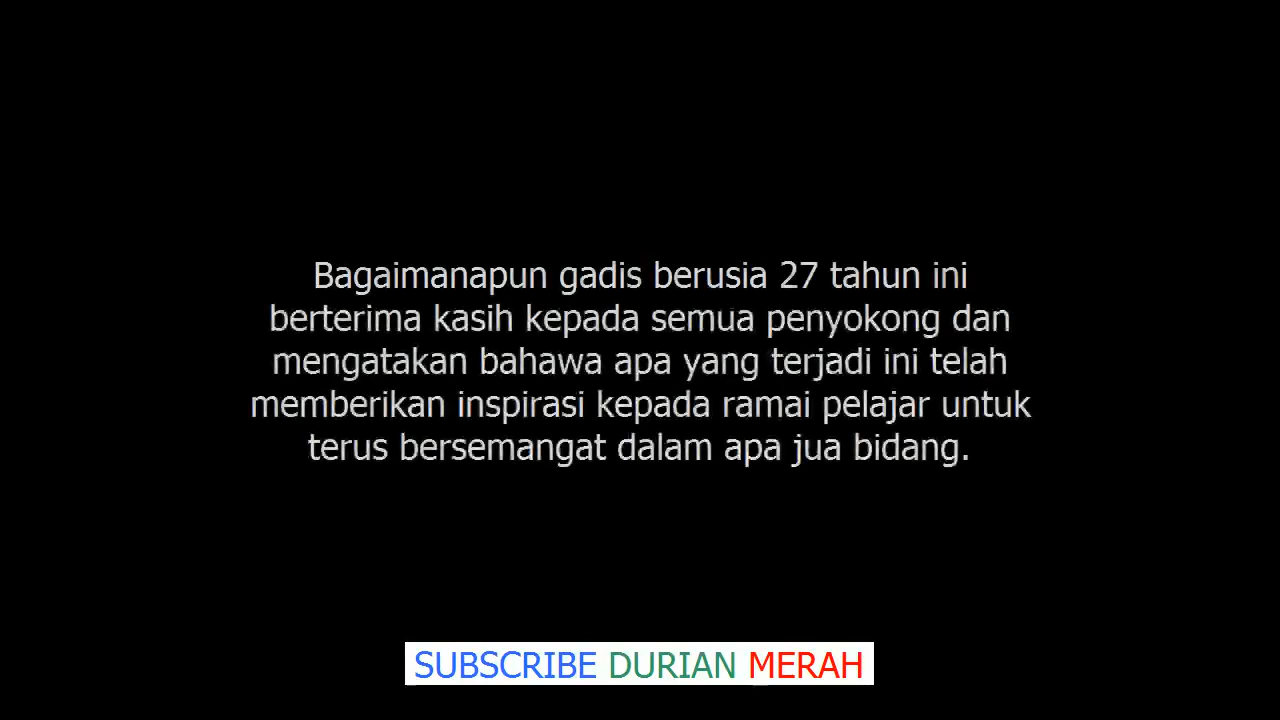 Bagaimanapun gadis berusia 27 tahun ini
berterima kasih kepada semua penyokong dan
mengatakan bahawa apa yang terjadi ini telah
memberikan inspirasi kepada ramai pelajar untuk
terus bersemangat dalam apa jua bidang.
SUBSCRIBE DURIAN MERAH